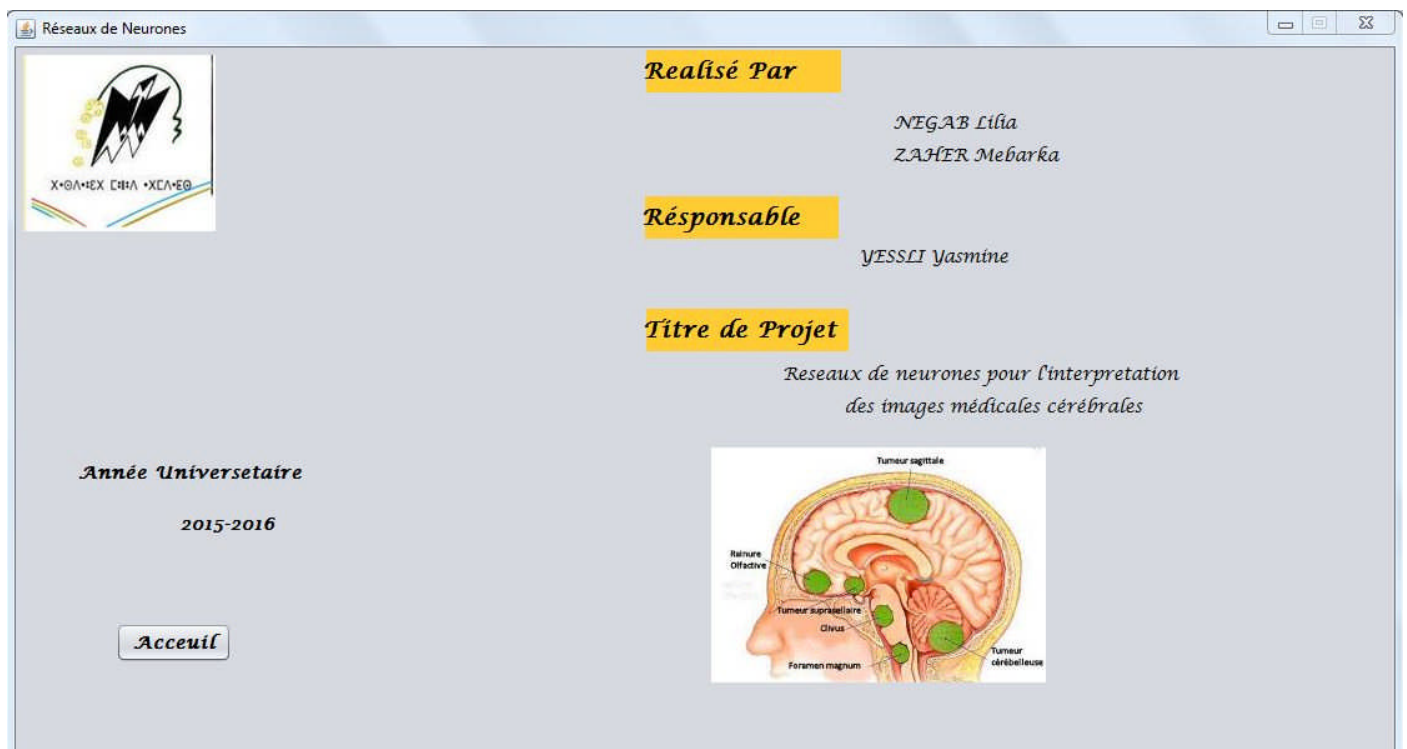 Réseaux de Neurones
Realisé Par
NEGAB Lilia
ZAHER Mebarka
Résponsable
YESSLI Yasmine
Titre de Projet
Reseaux de neurones pour l'interpretation
des images médicales cérébrales
Année Universetaire
2015-2016
Acceuil
Tumeur sagittale
Rainure
Olfactive
Tumeur suprasellaire
Clivus
Foramen magnum
Tumeur
cérébelleuse